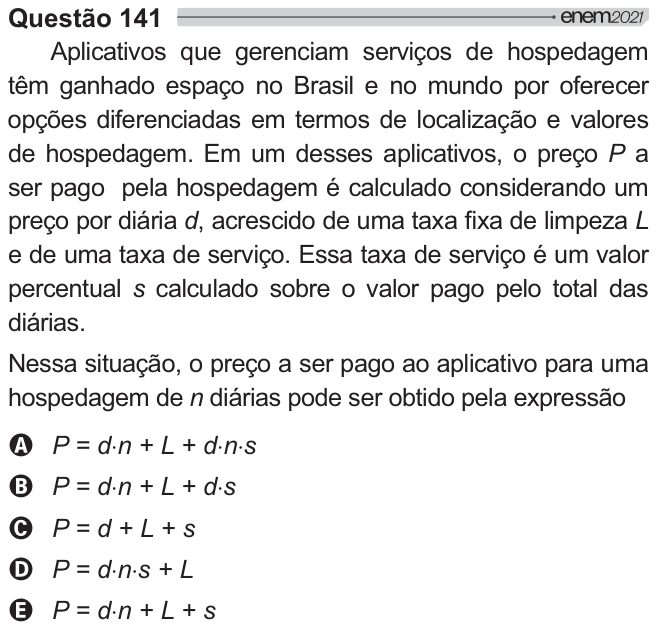 Questão 141 enem2021
Aplicativos que gerenciam serviços de hospedagem
têm ganhado espaço no Brasil e no mundo por oferecer
opções diferenciadas em termos de localização e valores
de hospedagem. Em um desses aplicativos, o preço P a
ser pago pela hospedagem é calculado considerando um
preço por diária d, acrescido de uma taxa fixa de limpeza L
e de uma taxa de serviço. Essa taxa de serviço é um valor
percentual s calculado sobre o valor pago pelo total das
diárias.
Nessa situação, o preço a ser pago ao aplicativo para uma
hospedagem de n diárias pode ser obtido pela expressão
A P = d·n + L + d·n·s
B P = d·n + L + d·s
C P = d + L + s
D P = d·n·s + L
E P = d·n + L + s